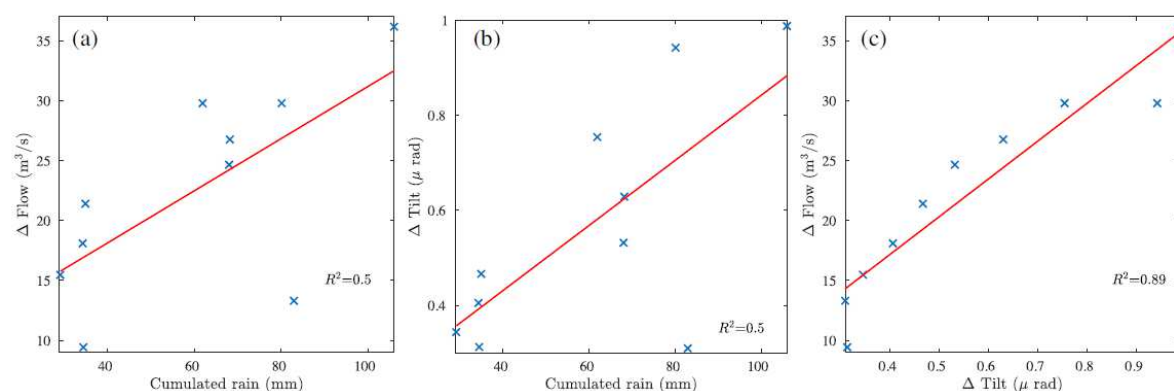 (a)
35
30
25
20
15
10
Δ Flow (m³/s)
R²=0.5
40 60 80 100
Cumulated rain (mm)
(b)
1
0.8
0.6
0.4
Δ Tilt (μ rad)
R²=0.5
40 60 80 100
Cumulated rain (mm)
(c)
35
30
25
20
15
10
Δ Flow (m³/s)
R²=0.89
0.4 0.5 0.6 0.7 0.8 0.9
Δ Tilt (μ rad)